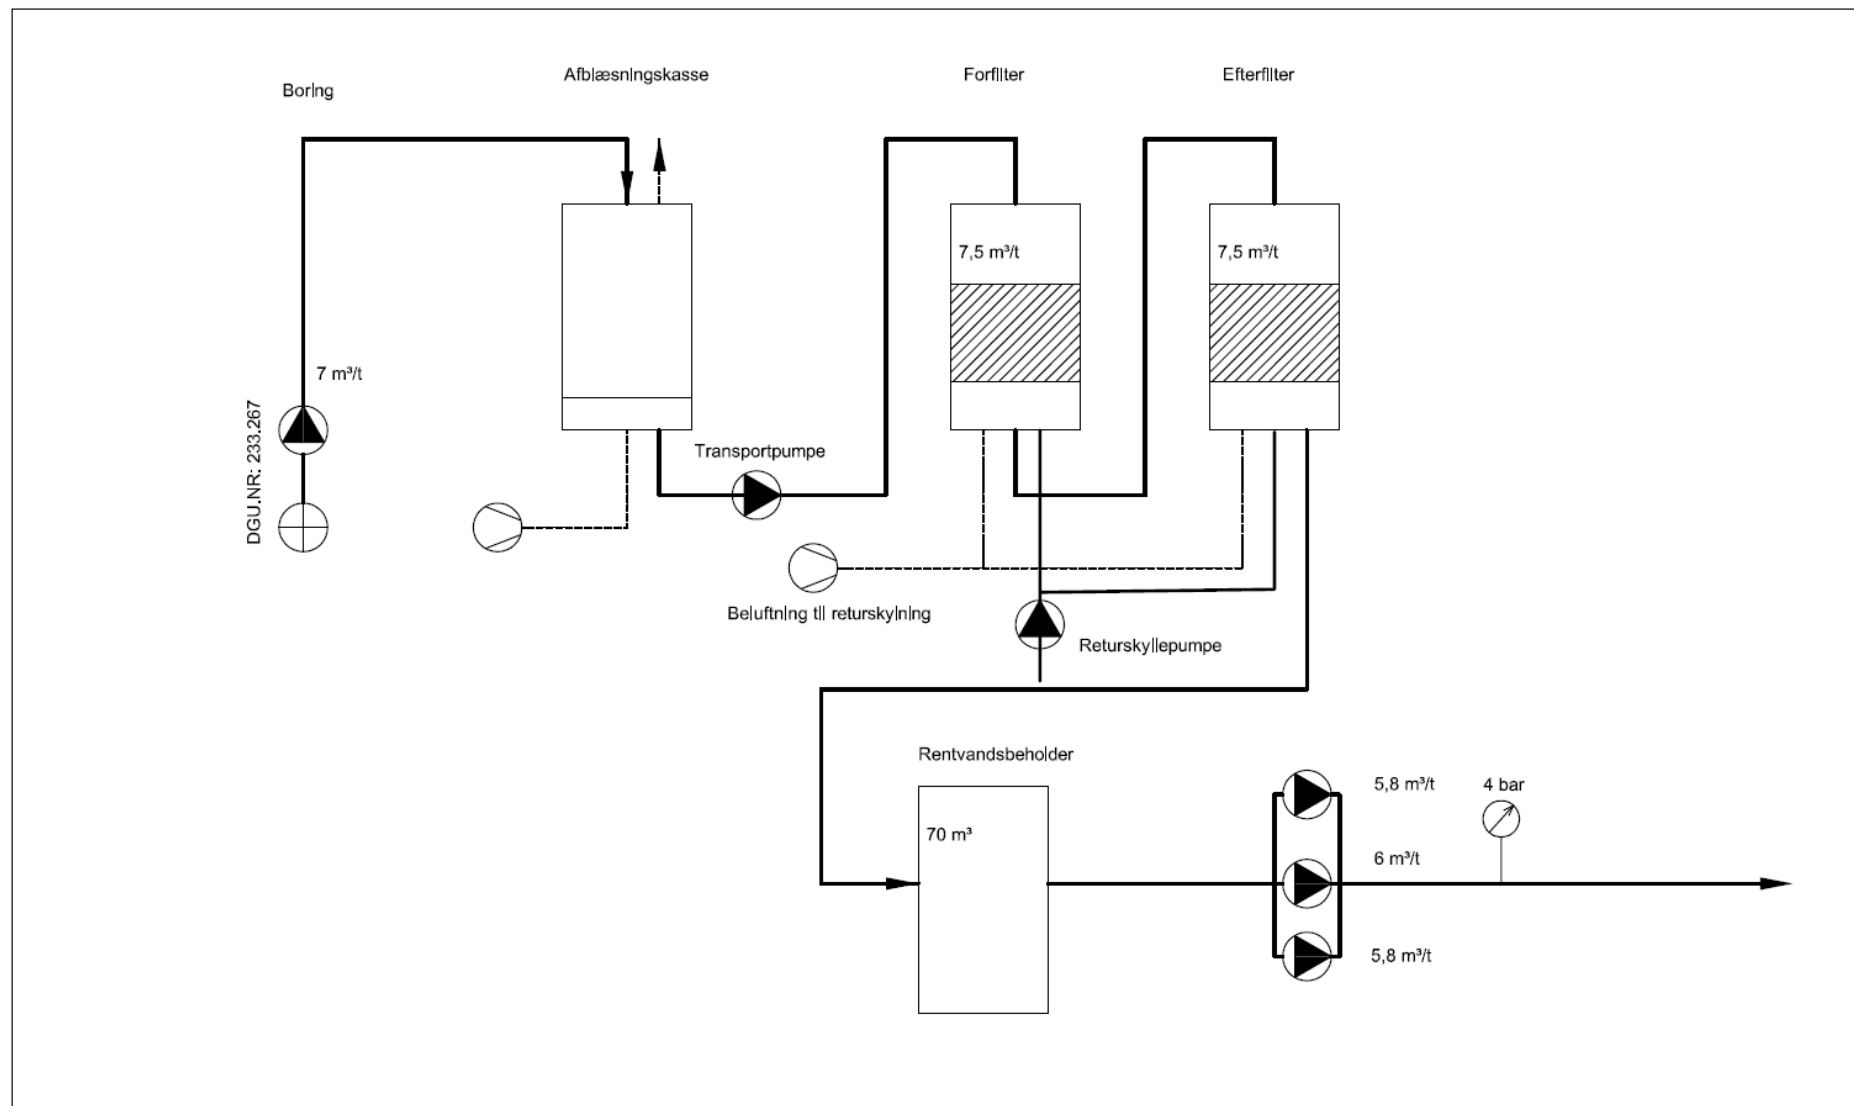 Boring
Afblæsningskasse
Forfilter
Efterfilter
7,5 m³/t
7,5 m³/t
7 m³/t
DGU.NR: 233.267
Transportpumpe
Beluftning til returskylning
Returskyllepumpe
Rentvandsbeholder
70 m³
5,8 m³/t
4 bar
6 m³/t
5,8 m³/t